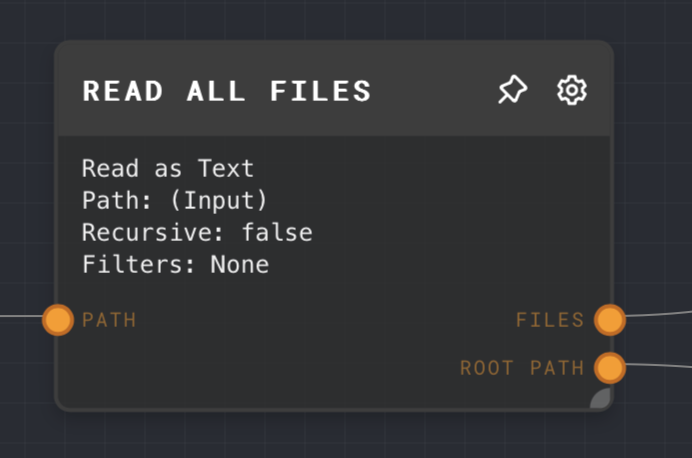 READ ALL FILES
Read as Text
Path: (Input)
Recursive: false
Filters: None
PATH
FILES
ROOT PATH